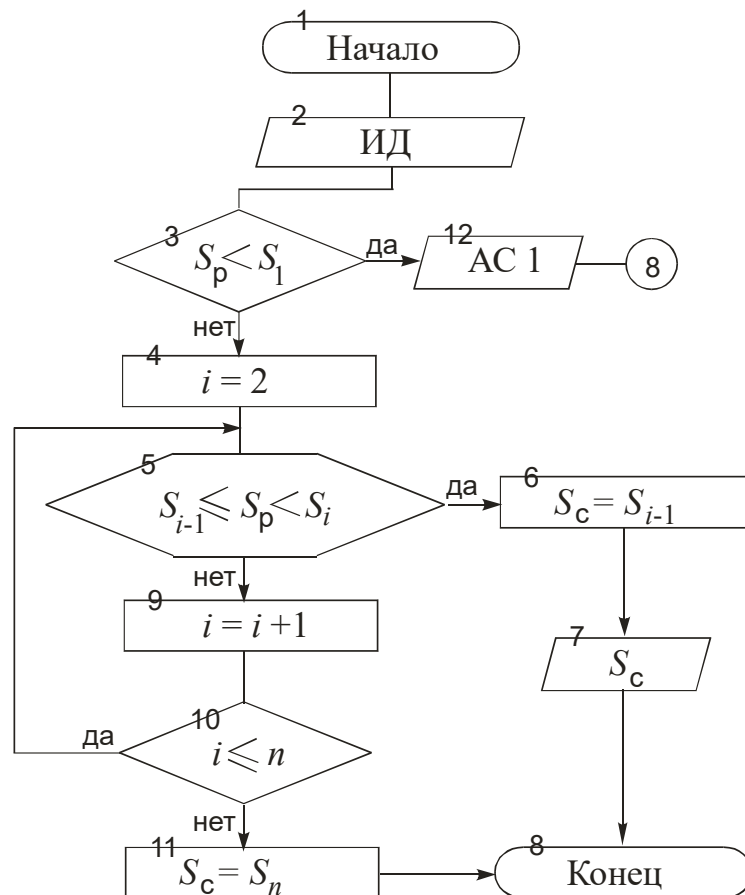 1
Начало
2
ИД
3
Sр < S1
да
12
АС 1
8
нет
4
i = 2
5
Si-1 ⩽ Sр < Si
да
6
Sс = Si-1
нет
9
i = i +1
7
Sс
10
i ⩽ n
да
нет
11
Sс = Sn
8
Конец